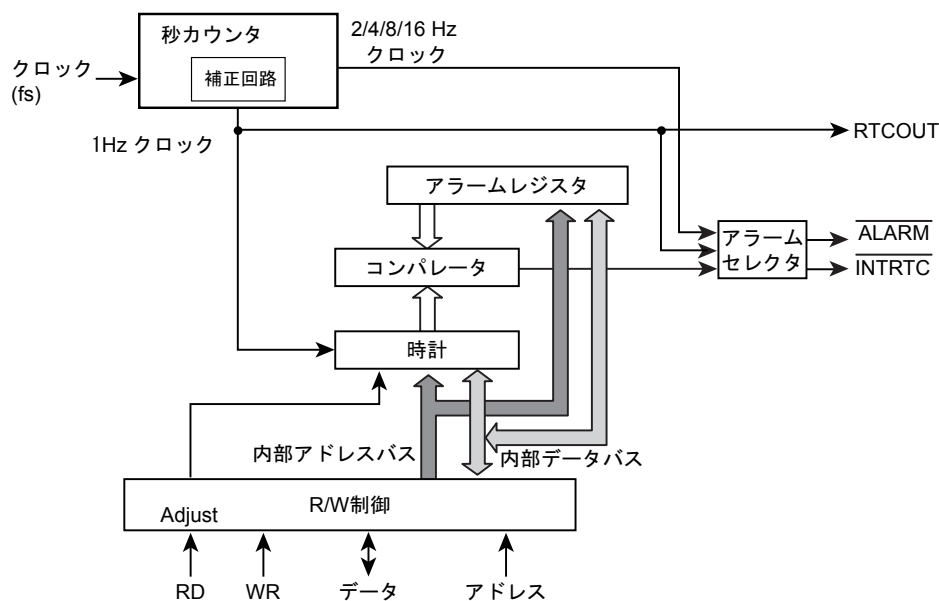 秒カウンタ
補正回路
2/4/8/16 Hz
クロック
クロック
(fs)
1Hz クロック
RTCOUT
アラームレジスタ
アラーム
セレクタ
ALARM
INTRTC
コンパレータ
時計
内部アドレスバス
内部データバス
R/W制御
Adjust
RD
WR
データ
アドレス